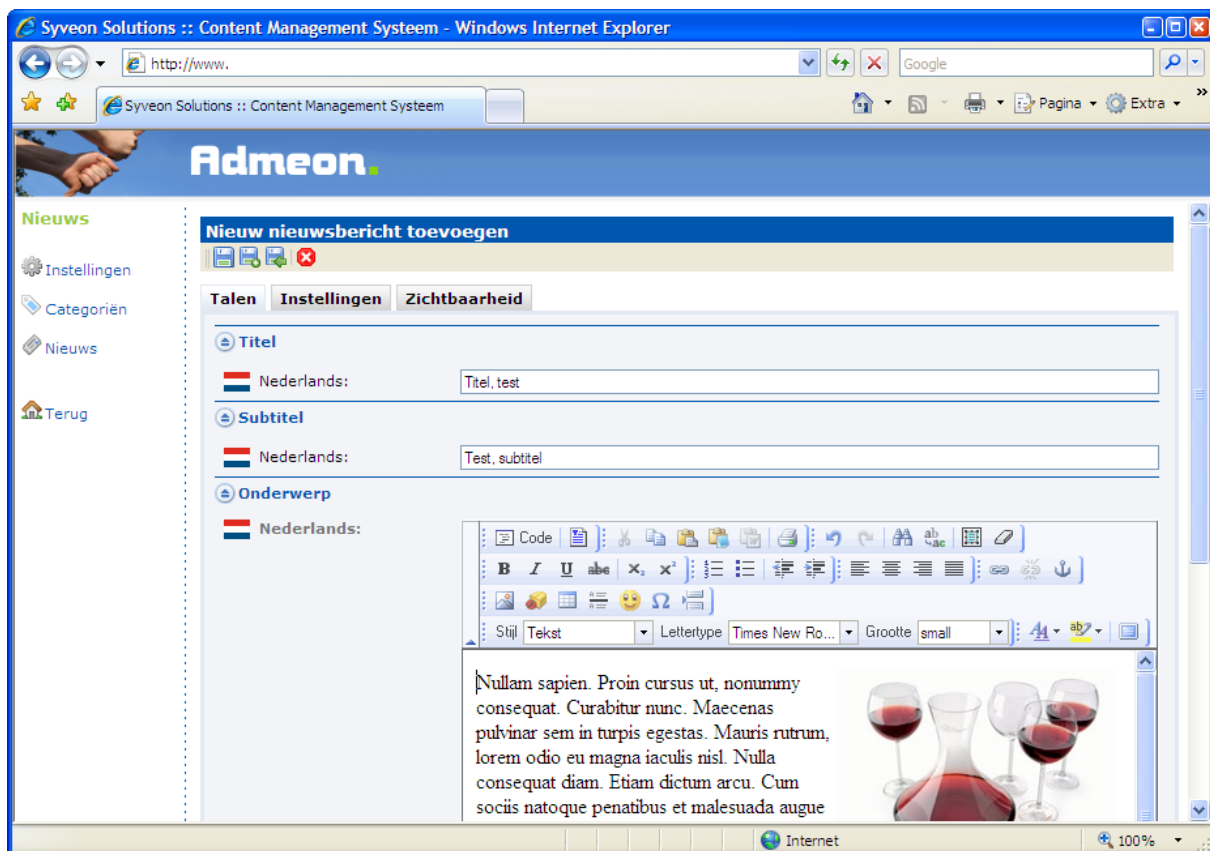 Syveon Solutions :: Content Management Systeem - Windows Internet Explorer
http://www.
Google
Syveon Solutions :: Content Management Systeem
Pagina
Extra
Admeon.
Nieuws
Instellingen
Categoriën
Nieuws
Terug
Nieuw nieuwsbericht toevoegen
Talen Instellingen Zichtbaarheid
Titel
Nederlands: Titel, test
Subtitel
Nederlands: Test, subtitel
Onderwerp
Nederlands:
Code
Stijl Tekst Lettertype Times New Ro... Grootte small
Nullam sapien. Proin cursus ut, nonummy
consequat. Curabitur nunc. Maecenas
pulvinar sem in turpis egestas. Mauris rutrum,
lorem odio eu magna iaculis nisl. Nulla
consequat diam. Etiam dictum arcu. Cum
sociis natoque penatibus et malesuada augue
Internet
100%